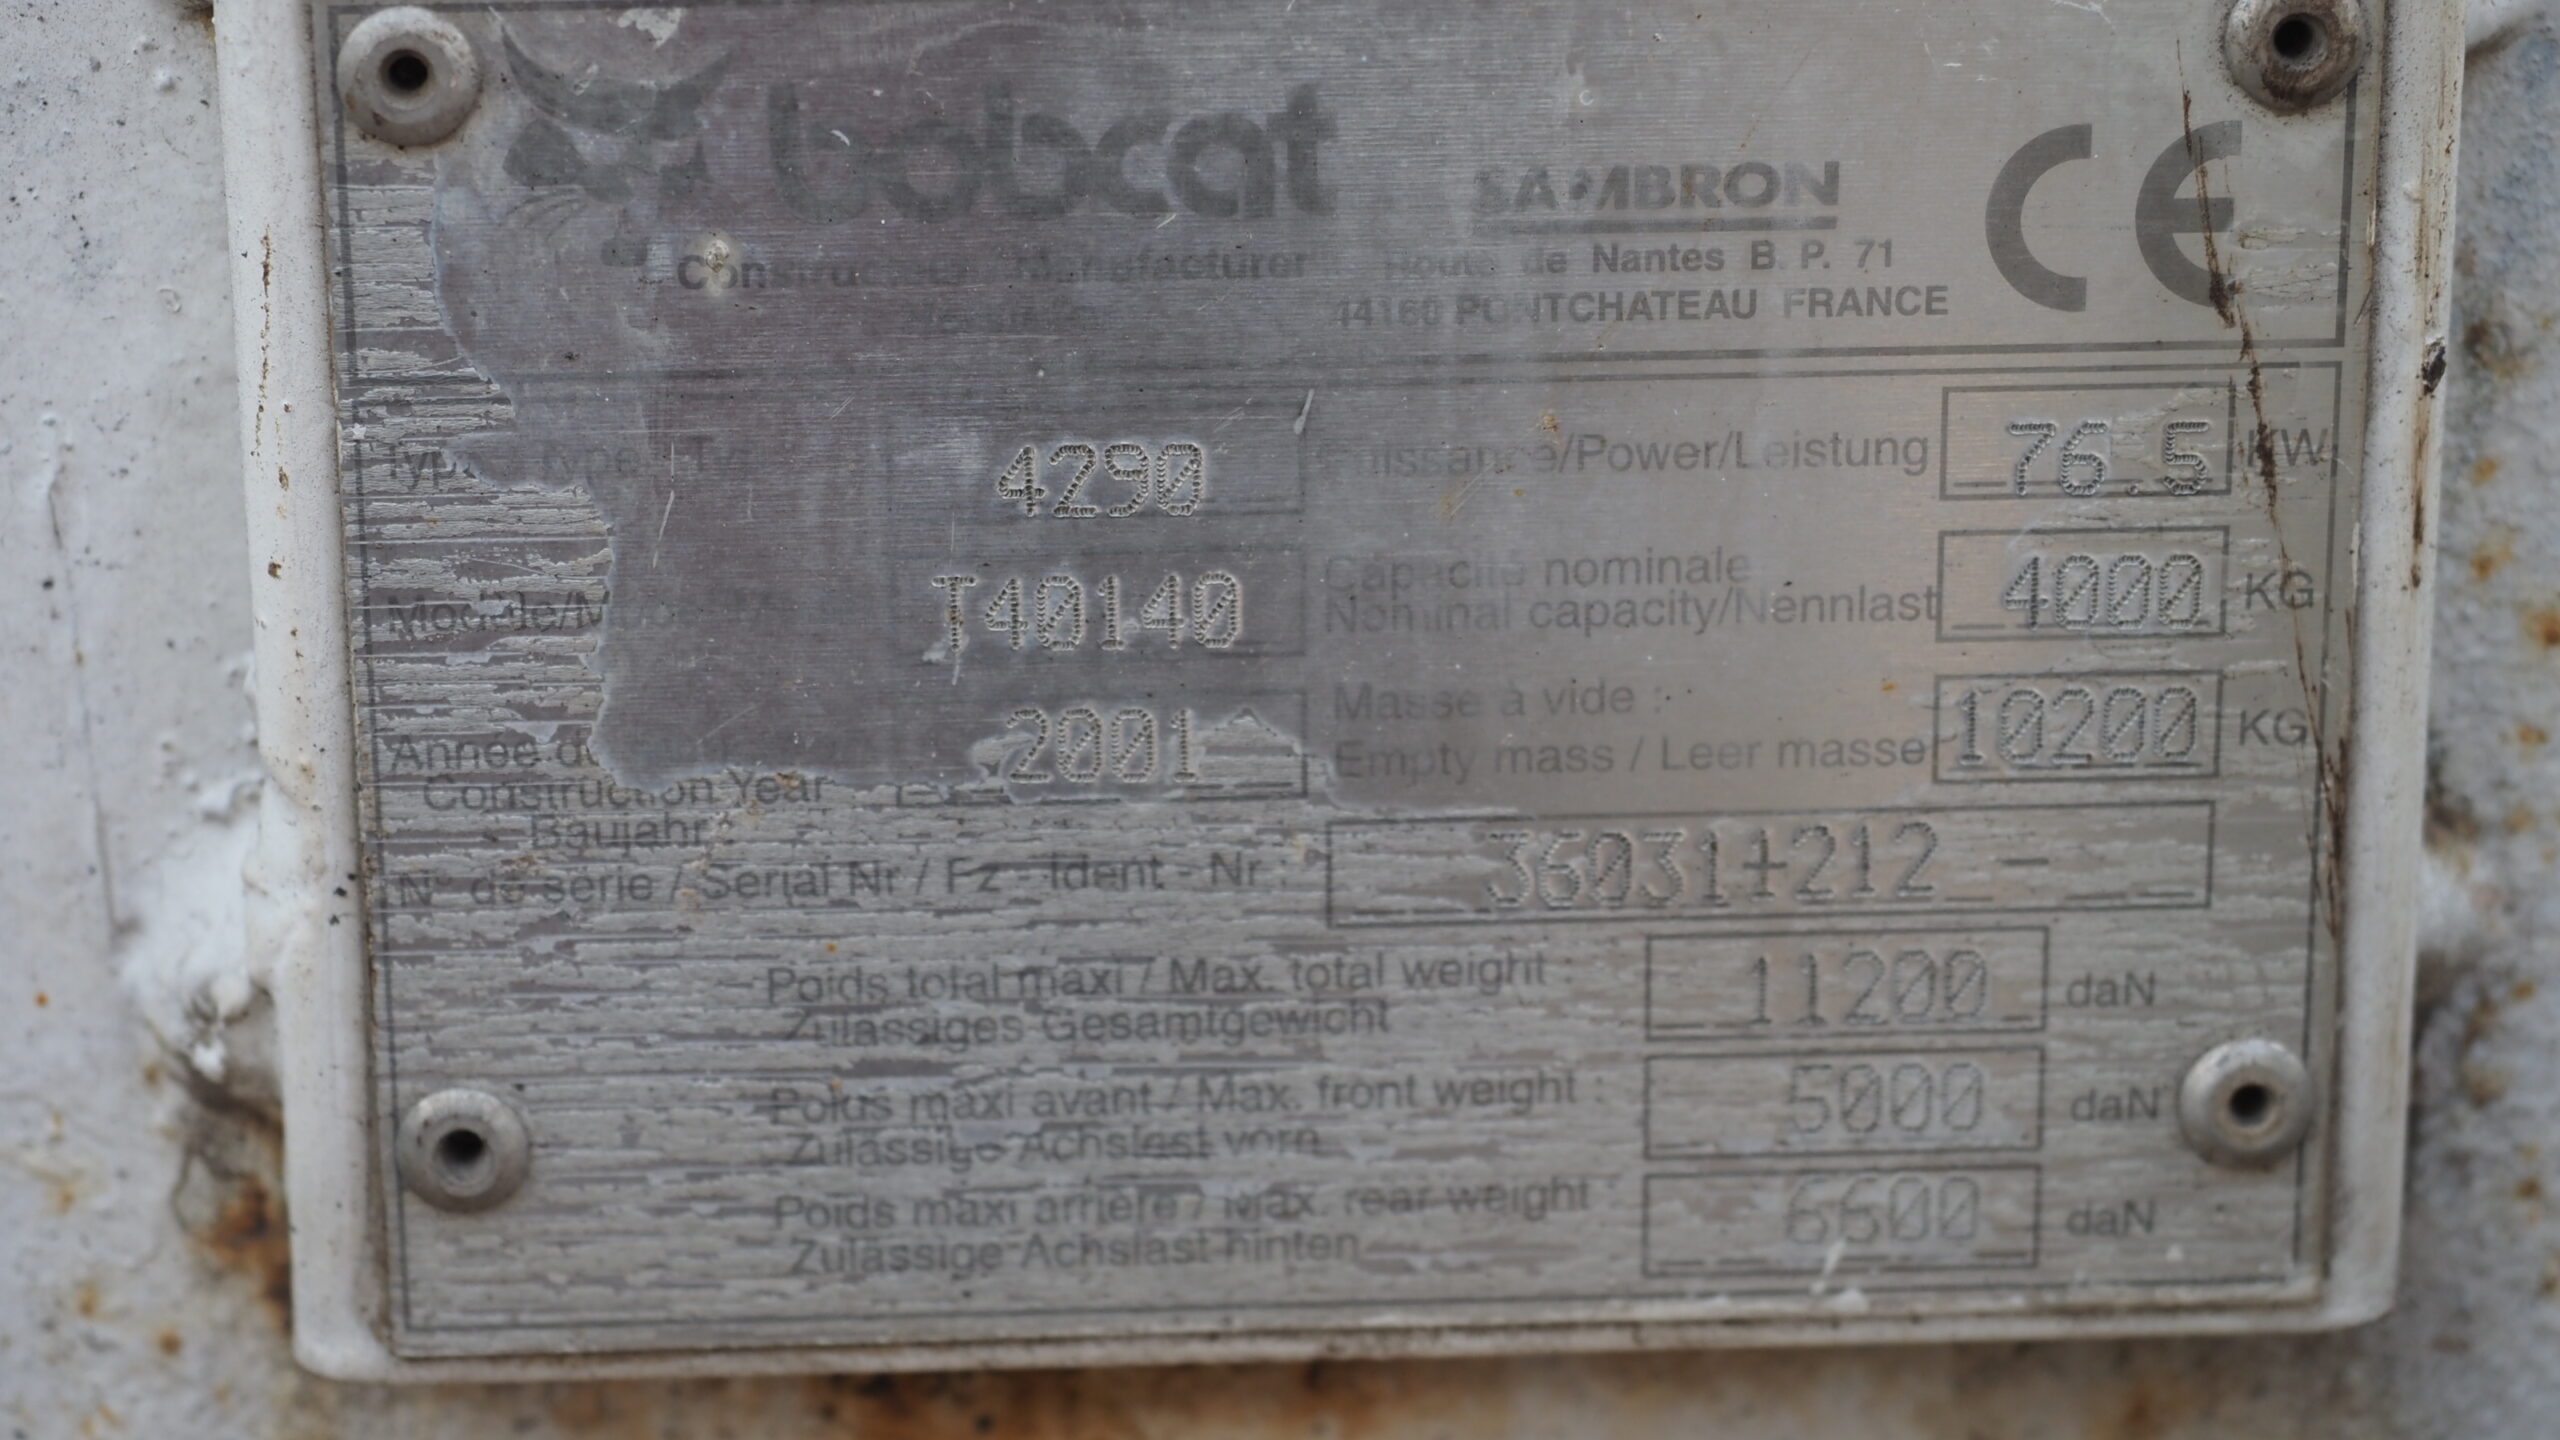 bobcat SAMBRON CE
Manufacturer Route de Nantes B. P. 71
44160 PONTCHATEAU FRANCE
4290 Puissance/Power/Leistung 76.5 KW
Capacité nominale
T40140 Nominal capacity/Nennlast 4000 KG
Masse à vide :
Année 2001 Empty mass / Leer masse 10200 KG
Construction Year
Baujahr :
N° de série / Serial Nr / Fz - Ident - Nr : 36031+212 -
Poids total maxi / Max. total weight : 11200 daN
Zulässiges Gesamtgewicht
Poids maxi avant / Max. front weight : 5000 daN
Zulässige Achslast vorn
Poids maxi arrière / Max. rear weight : 6600 daN
Zulässige Achslast hinten